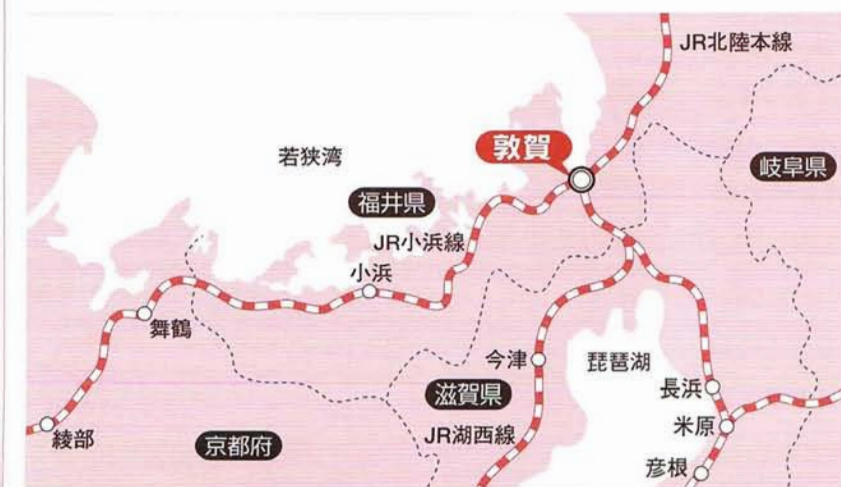 JR北陸本線
若狭湾
敦賀
岐阜県
福井県
JR小浜線
小浜
舞鶴
今津
琵琶湖
滋賀県
長浜
米原
JR湖西線
綾部
京都府
彦根